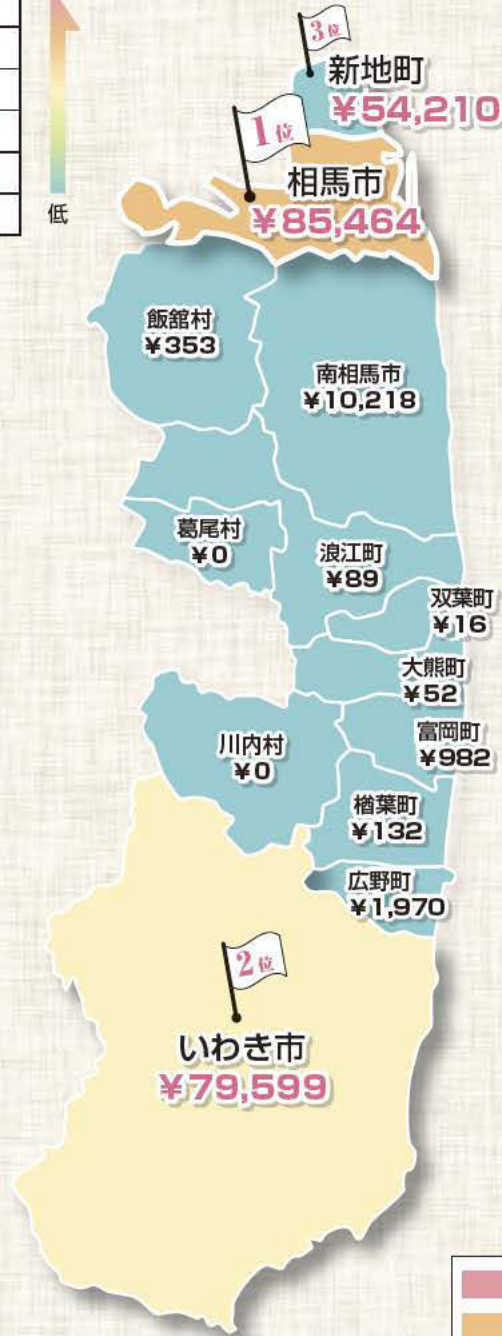 低
3位
新地町
¥54,210
1位
相馬市
¥85,464
飯舘村
¥353
南相馬市
¥10,218
葛尾村
¥0
浪江町
¥89
双葉町
¥16
大熊町
¥52
富岡町
¥982
川内村
¥0
楢葉町
¥132
広野町
¥1,970
2位
いわき市
¥79,599